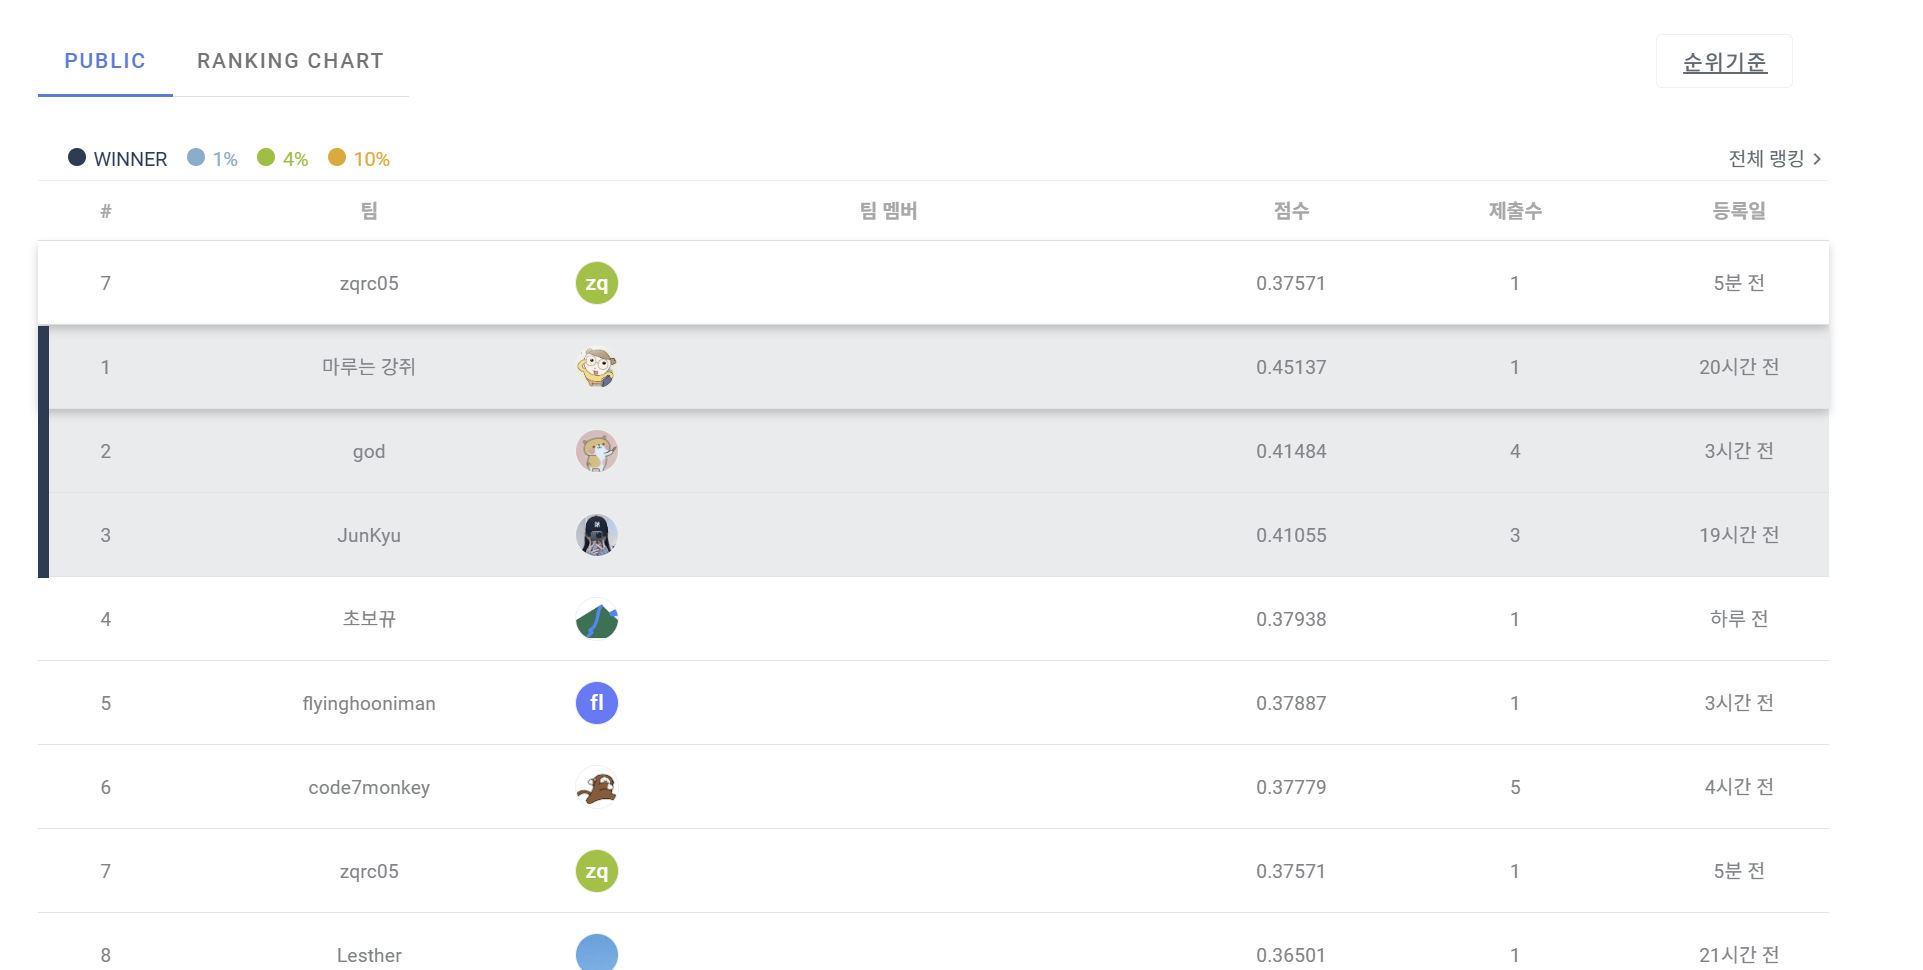 PUBLIC RANKING CHART 순위기준
WINNER 1% 4% 10% 전체 랭킹 >
# 팀 팀 멤버 점수 제출수 등록일
7 zqrc05 zq 0.37571 1 5분 전
1 마루는 강쥐 0.45137 1 20시간 전
2 god 0.41484 4 3시간 전
3 JunKyu 0.41055 3 19시간 전
4 초보뀨 0.37938 1 하루 전
5 flyinghooniman fl 0.37887 1 3시간 전
6 code7monkey 0.37779 5 4시간 전
7 zqrc05 zq 0.37571 1 5분 전
8 Lesther 0.36501 1 21시간 전